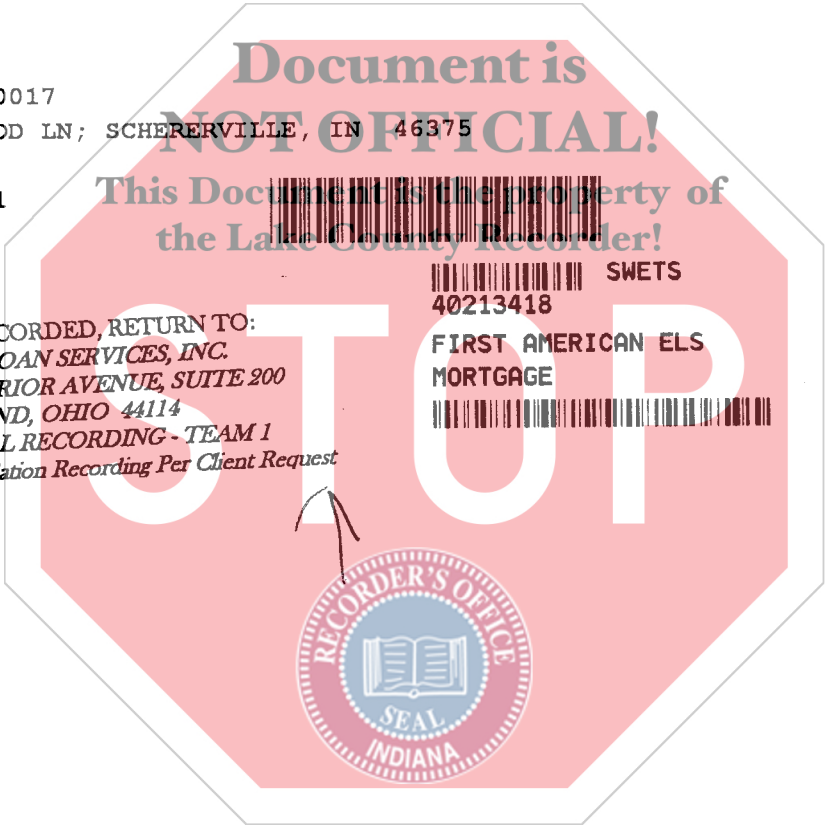 Document is
0017
OD LN; SCHERERVILLE, IN 46375
NOT OFFICIAL!
1
This Document is the property of
the Lake County Recorder!
SWETS
40213418
FIRST AMERICAN ELS
MORTGAGE
CORDED, RETURN TO:
OAN SERVICES, INC.
RIOR AVENUE, SUITE 200
ND, OHIO 44114
L RECORDING - TEAM 1
ation Recording Per Client Request
STOP
RECORDER'S OFFICE
SEAL
INDIANA